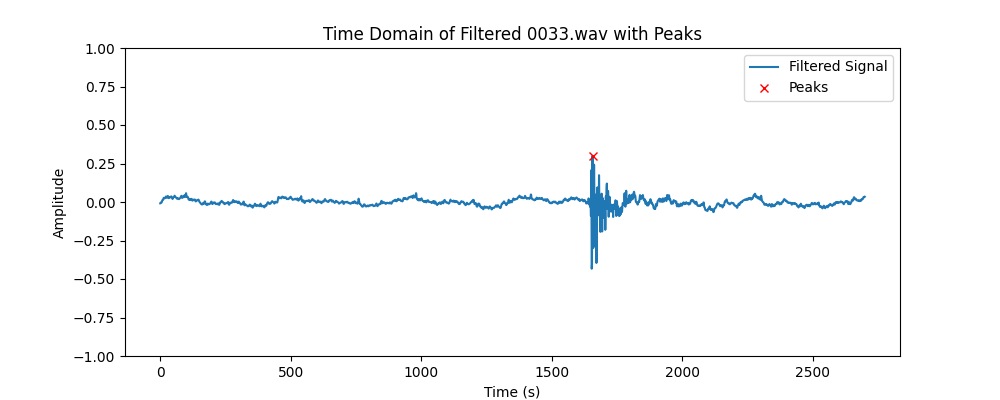 Time Domain of Filtered 0033.wav with Peaks
Filtered Signal
Peaks
Amplitude
1.00
0.75
0.50
0.25
0.00
−0.25
−0.50
−0.75
−1.00
0 500 1000 1500 2000 2500
Time (s)